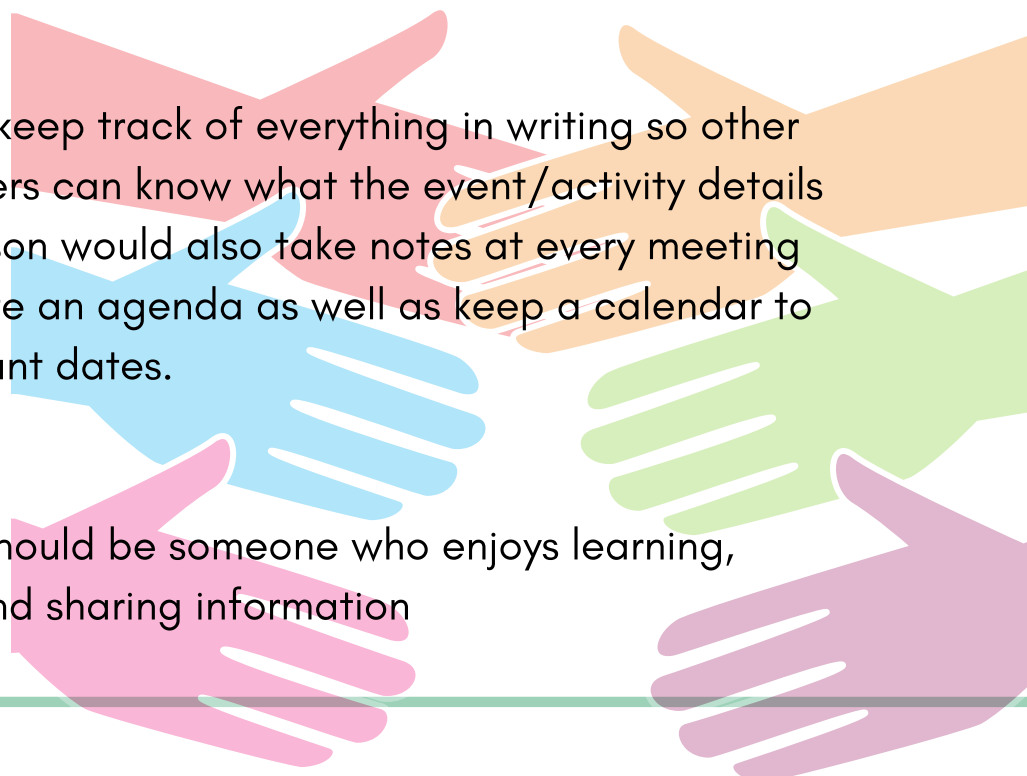 keep track of everything in writing so other
ers can know what the event/activity details
son would also take notes at every meeting
e an agenda as well as keep a calendar to
ant dates.
hould be someone who enjoys learning,
nd sharing information